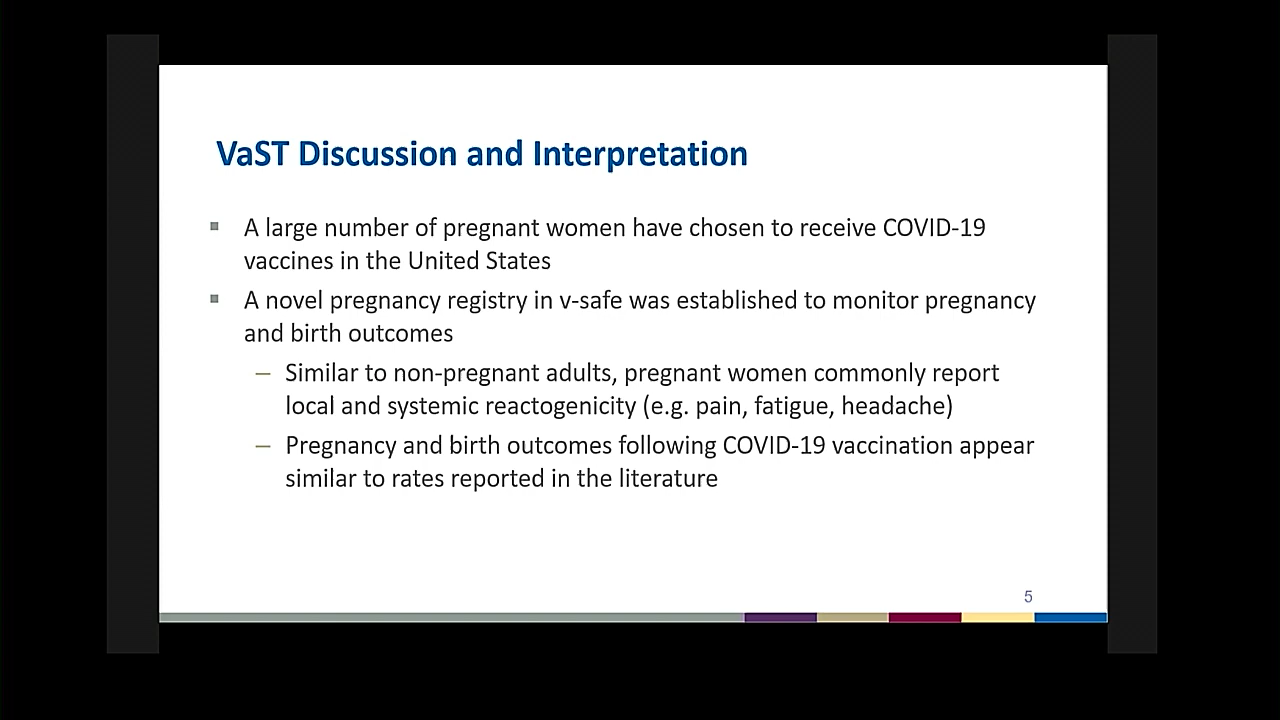 VaST Discussion and Interpretation
▪ A large number of pregnant women have chosen to receive COVID-19
vaccines in the United States
▪ A novel pregnancy registry in v-safe was established to monitor pregnancy
and birth outcomes
– Similar to non-pregnant adults, pregnant women commonly report
local and systemic reactogenicity (e.g. pain, fatigue, headache)
– Pregnancy and birth outcomes following COVID-19 vaccination appear
similar to rates reported in the literature
5